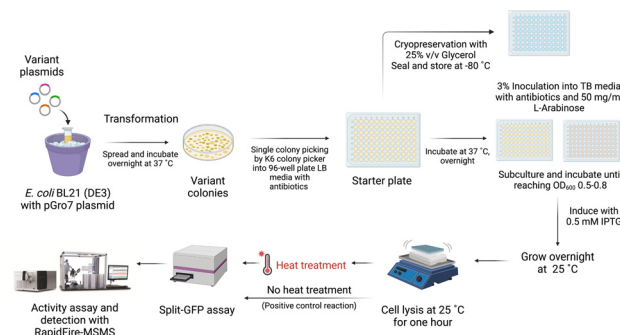 Variant
plasmids
E. coli BL21 (DE3)
with pGro7 plasmid
Transformation
Spread and incubate
overnight at 37 ˚C
Variant
colonies
Single colony picking
by K6 colony picker
into 96-well plate LB
media with
antibiotics
Starter plate
Cryopreservation with
25% v/v Glycerol
Seal and store at -80 ˚C
Incubate at 37 ˚C,
overnight
3% Inoculation into TB media
with antibiotics and 50 mg/m
L-Arabinose
Subculture and incubate unti
reaching OD₆₀₀ 0.5-0.8
Induce with
0.5 mM IPTG
Grow overnight
at 25 ˚C
Cell lysis at 25 ˚C
for one hour
Heat treatment
No heat treatment
(Positive control reaction)
Split-GFP assay
Activity assay and
detection with
RapidFire-MSMS